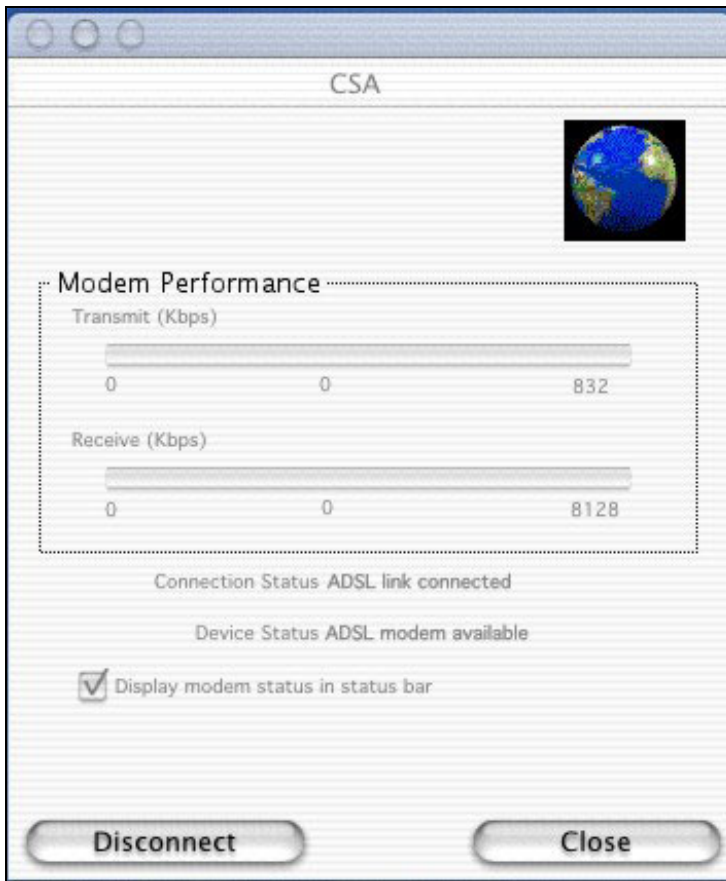 CSA
Modem Performance
Transmit (Kbps)
0 0 832
Receive (Kbps)
0 0 8128
Connection Status ADSL link connected
Device Status ADSL modem available
Display modem status in status bar
Disconnect Close